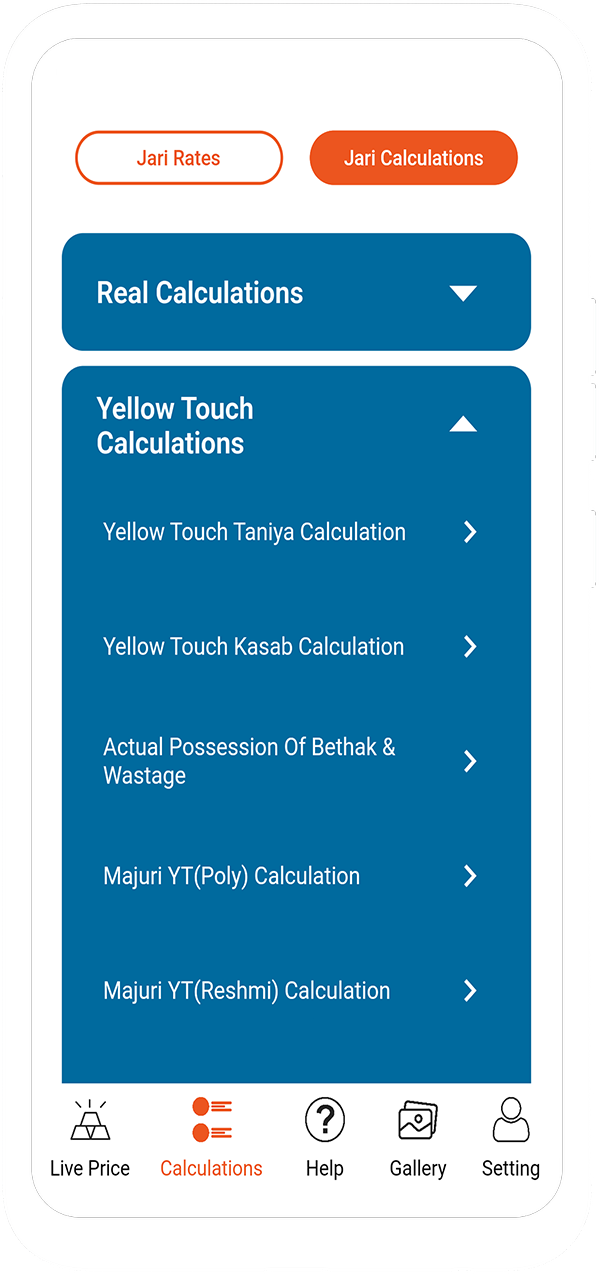 Jari Rates
Jari Calculations
Real Calculations
Yellow Touch
Calculations
Yellow Touch Taniya Calculation
Yellow Touch Kasab Calculation
Actual Possession Of Bethak &
Wastage
Majuri YT(Poly) Calculation
Majuri YT(Reshmi) Calculation
Live Price
Calculations
Help
Gallery
Setting